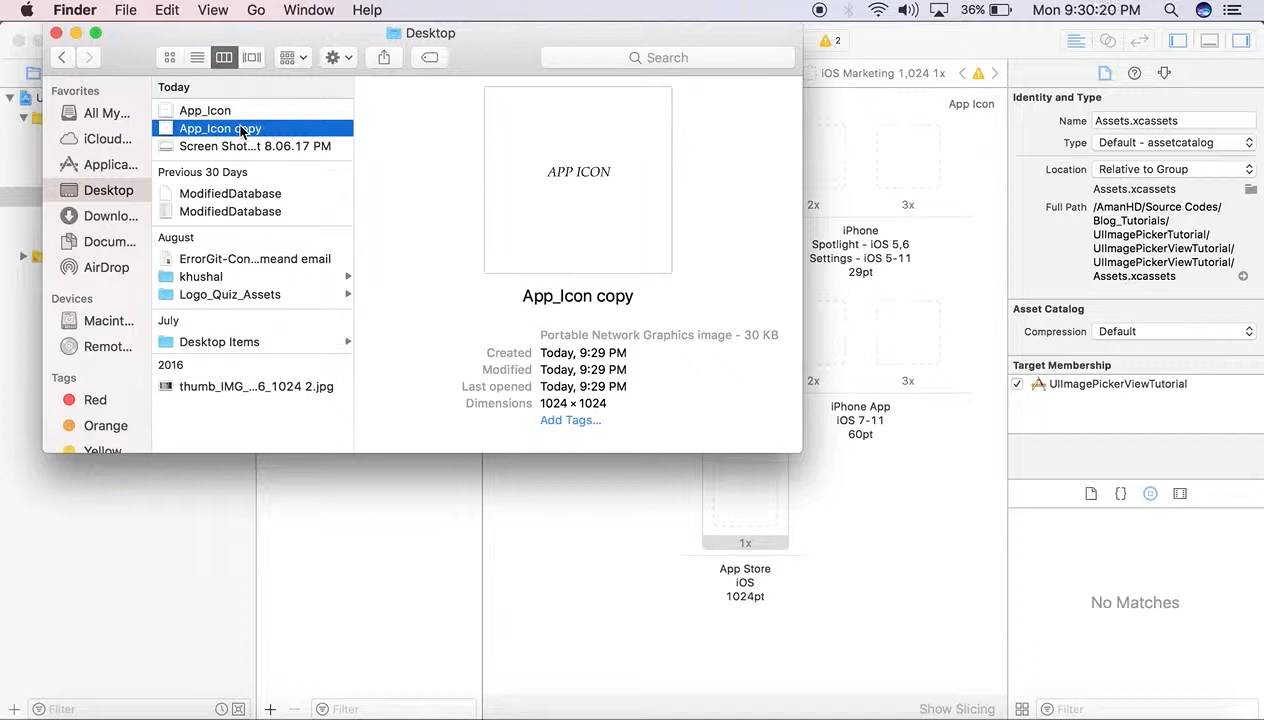 Finder File Edit View Go Window Help 36% Mon 9:30:20 PM
Desktop
Search
Favorites
All My...
iCloud...
Applica...
Desktop
Downlo...
Docum...
AirDrop
Devices
Macint...
Remot...
Tags
Red
Orange
Yellow
Today
App_Icon
App_Icon copy
Screen Shot...t 8.06.17 PM
Previous 30 Days
ModifiedDatabase
ModifiedDatabase
August
ErrorGit-Con...meand email
khushal
Logo_Quiz_Assets
July
Desktop Items
2016
thumb_IMG_...6_1024 2.jpg
APP ICON
App_Icon copy
Portable Network Graphics image - 30 KB
Created Today, 9:29 PM
Modified Today, 9:29 PM
Last opened Today, 9:29 PM
Dimensions 1024 × 1024
Add Tags...
2
iOS Marketing 1,024 1x
App Icon
2x 3x
iPhone
Spotlight - iOS 5,6
Settings - iOS 5-11
29pt
2x 3x
iPhone App
iOS 7-11
60pt
1x
App Store
iOS
1024pt
Show Slicing
Identity and Type
Name Assets.xcassets
Type Default - assetcatalog
Location Relative to Group
Assets.xcassets
Full Path /AmanHD/Source Codes/
Blog_Tutorials/
UIImagePickerTutorial/
UIImagePickerViewTutorial/
UIImagePickerViewTutorial/
Assets.xcassets
Asset Catalog
Compression Default
Target Membership
UIImagePickerViewTutorial
No Matches
Filter
Filter
Filter